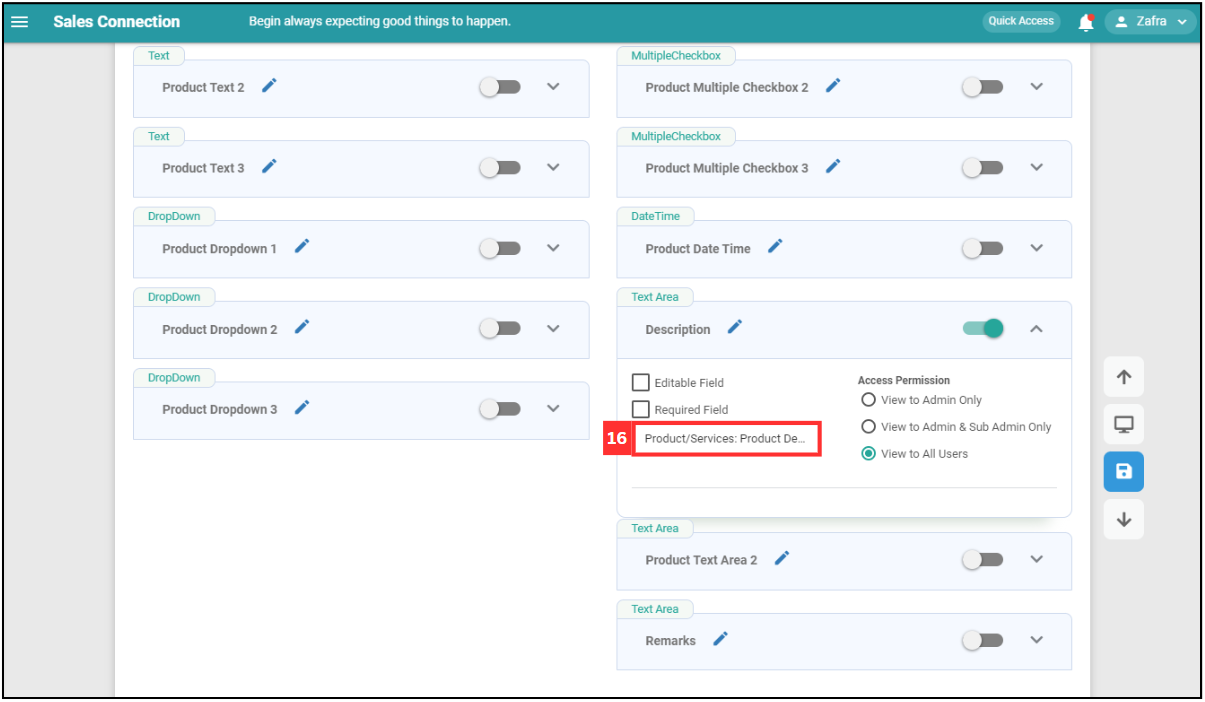 Sales Connection
Begin always expecting good things to happen.
Quick Access
Zafra
Text
Product Text 2
Text
Product Text 3
DropDown
Product Dropdown 1
DropDown
Product Dropdown 2
DropDown
Product Dropdown 3
MultipleCheckbox
Product Multiple Checkbox 2
MultipleCheckbox
Product Multiple Checkbox 3
DateTime
Product Date Time
Text Area
Description
Editable Field
Required Field
16
Product/Services: Product De...
Access Permission
View to Admin Only
View to Admin & Sub Admin Only
View to All Users
Text Area
Product Text Area 2
Text Area
Remarks